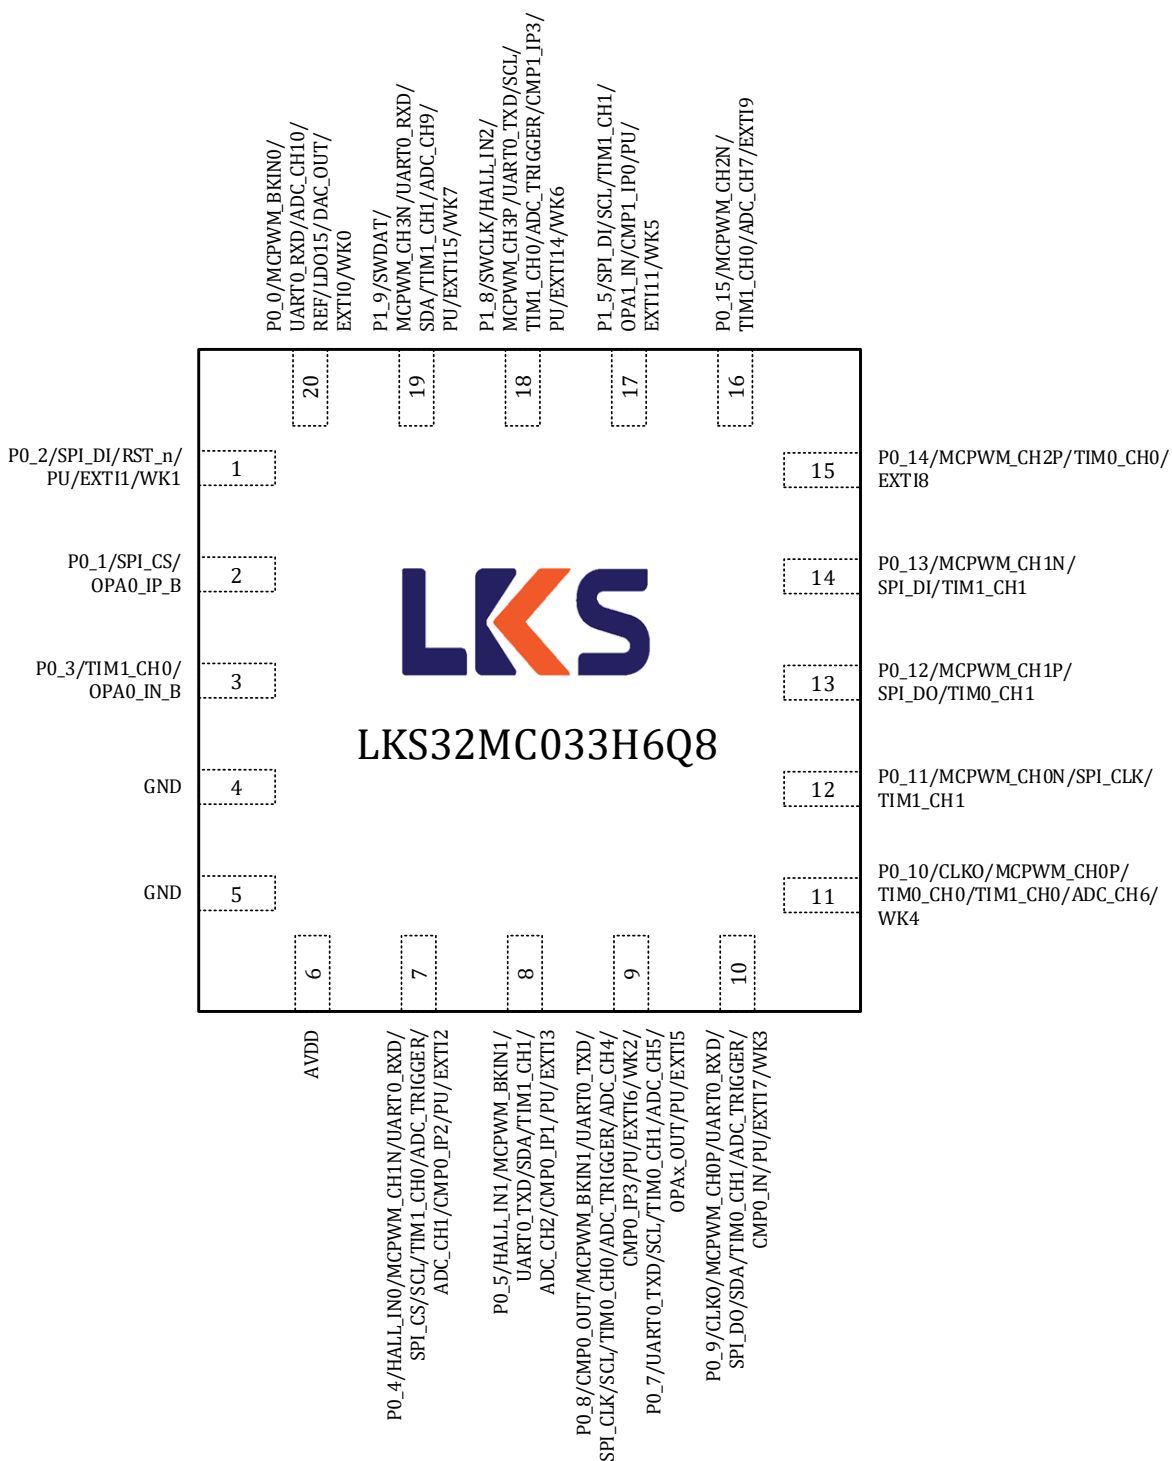 P0_0/MCPWM_BKIN0/
UART0_RXD/ADC_CH10/
REF/LDO15/DAC_OUT/
EXTI0/WK0
P1_9/SWDAT/
MCPWM_CH3N/UART0_RXD/
SDA/TIM1_CH1/ADC_CH9/
PU/EXTI15/WK7
P1_8/SWCLK/HALL_IN2/
MCPWM_CH3P/UART0_TXD/SCL/
TIM1_CH0/ADC_TRIGGER/CMP1_IP3/
PU/EXTI14/WK6
P1_5/SPI_DI/SCL/TIM1_CH1/
OPA1_IN/CMP1_IP0/PU/
EXTI11/WK5
P0_15/MCPWM_CH2N/
TIM1_CH0/ADC_CH7/EXTI9
20
19
18
17
16
P0_2/SPI_DI/RST_n/
PU/EXTI1/WK1
1
P0_1/SPI_CS/
OPA0_IP_B
2
P0_3/TIM1_CH0/
OPA0_IN_B
3
GND
4
GND
5
LKS
LKS32MC033H6Q8
15
P0_14/MCPWM_CH2P/TIM0_CH0/
EXTI8
14
P0_13/MCPWM_CH1N/
SPI_DI/TIM1_CH1
13
P0_12/MCPWM_CH1P/
SPI_DO/TIM0_CH1
12
P0_11/MCPWM_CH0N/SPI_CLK/
TIM1_CH1
11
P0_10/CLKO/MCPWM_CH0P/
TIM0_CH0/TIM1_CH0/ADC_CH6/
WK4
6
7
8
9
10
AVDD
P0_4/HALL_IN0/MCPWM_CH1N/UART0_RXD/
SPI_CS/SCL/TIM1_CH0/ADC_TRIGGER/
ADC_CH1/CMP0_IP2/PU/EXTI2
P0_5/HALL_IN1/MCPWM_BKIN1/
UART0_TXD/SDA/TIM1_CH1/
ADC_CH2/CMP0_IP1/PU/EXTI3
P0_8/CMP0_OUT/MCPWM_BKIN1/UART0_TXD/
SPI_CLK/SCL/TIM0_CH0/ADC_TRIGGER/ADC_CH4/
CMP0_IP3/PU/EXTI6/WK2/
P0_7/UART0_TXD/SCL/TIM0_CH1/ADC_CH5/
OPAx_OUT/PU/EXTI5
P0_9/CLKO/MCPWM_CH0P/UART0_RXD/
SPI_DO/SDA/TIM0_CH1/ADC_TRIGGER/
CMP0_IN/PU/EXTI7/WK3